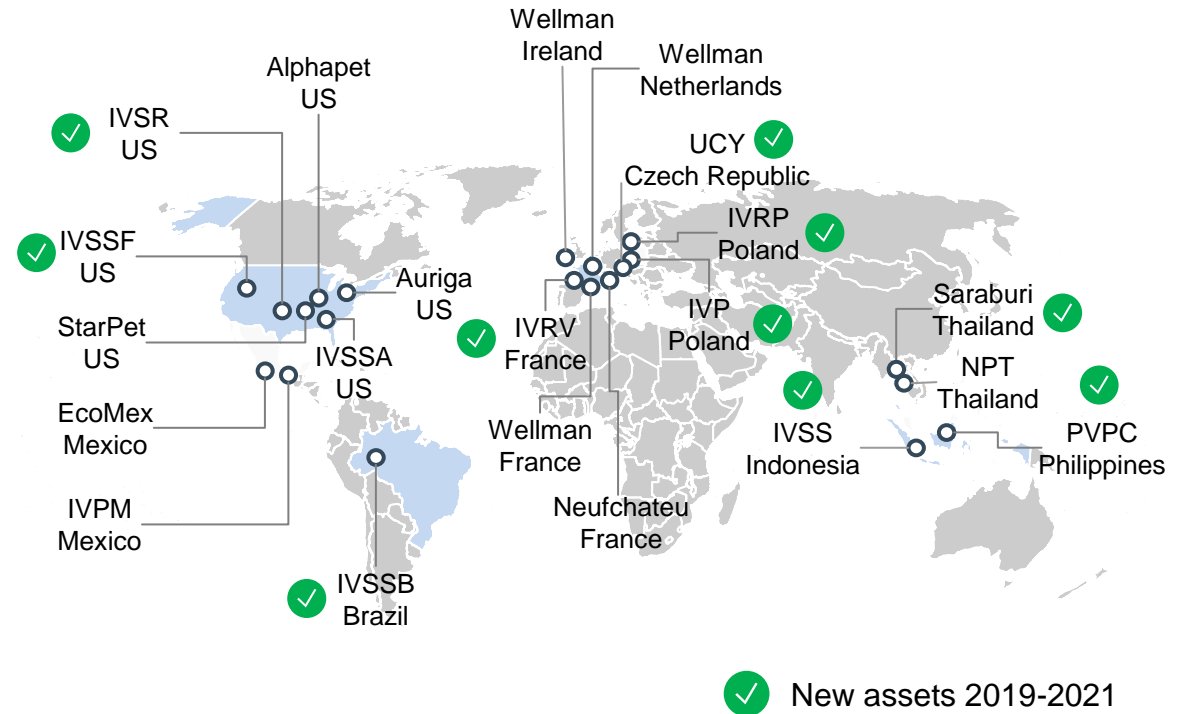 Wellman
Ireland
Wellman
Netherlands
Alphapet
US
IVSR
US
UCY
Czech Republic
IVRP
Poland
IVSSF
US
Auriga
US
Saraburi
Thailand
IVP
Poland
StarPet
US
IVRV
France
IVSSA
US
NPT
Thailand
EcoMex
Mexico
Wellman
France
IVSS
Indonesia
PVPC
Philippines
IVPM
Mexico
Neufchateu
France
IVSSB
Brazil
New assets 2019-2021